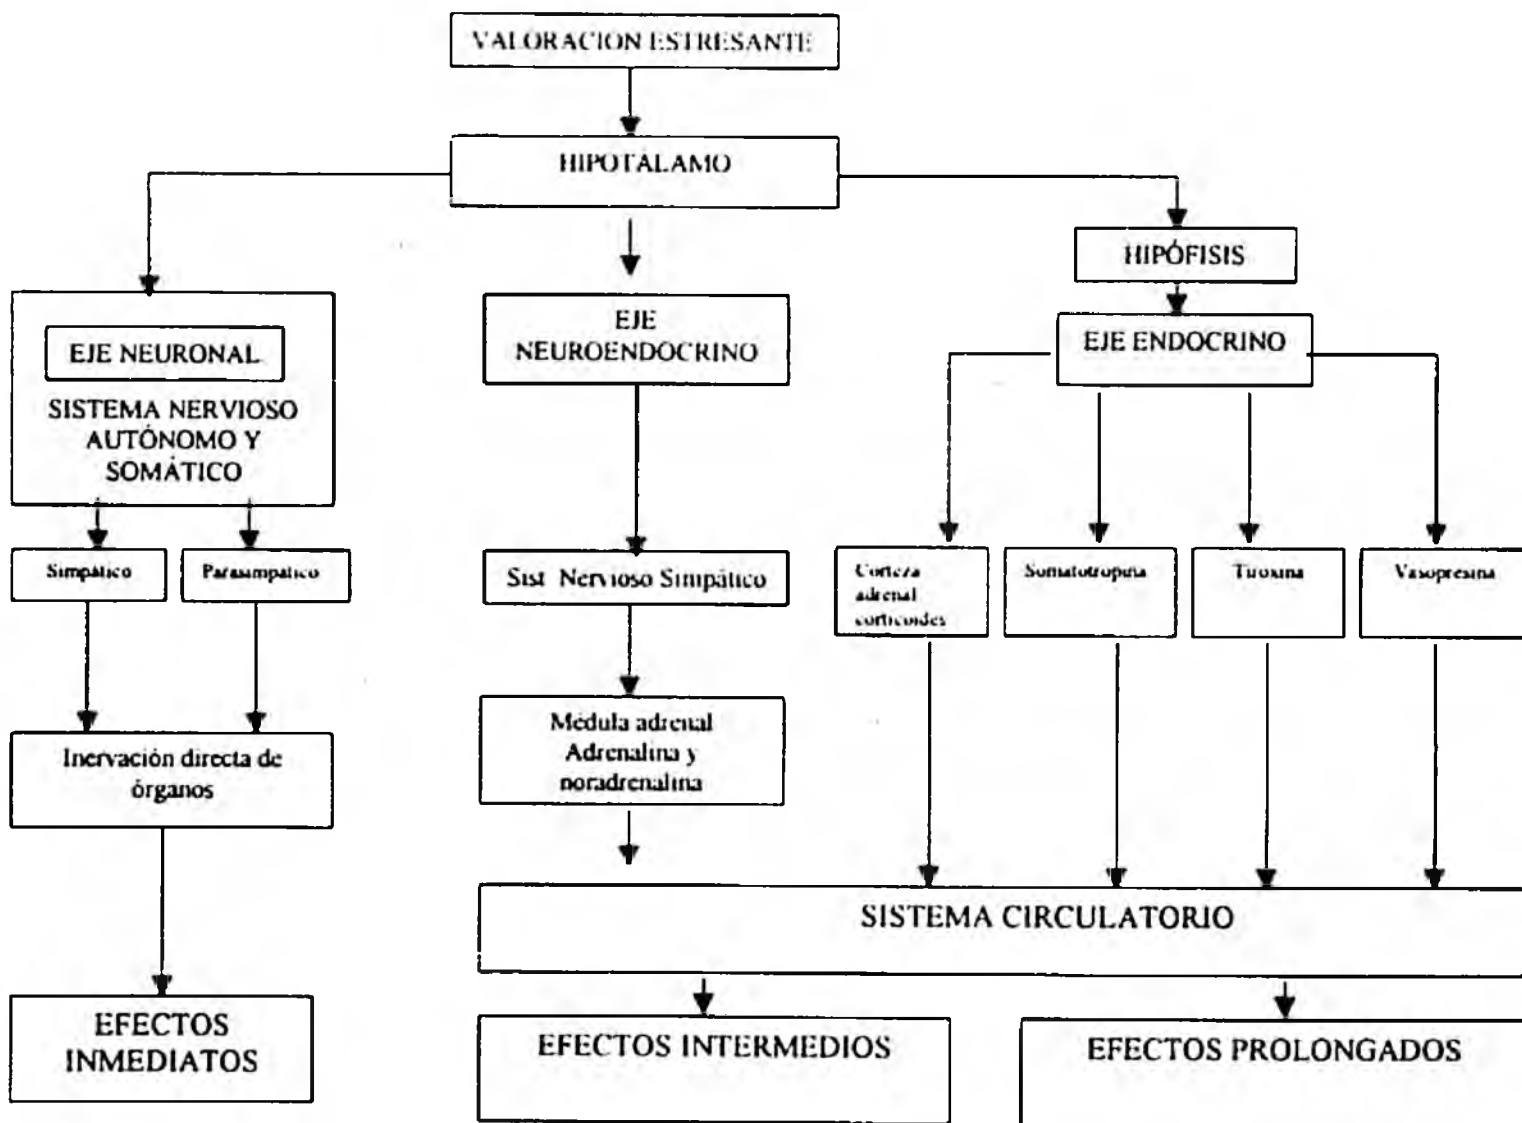 VALORACION ESTRESANTE
HIPOTÁLAMO
HIPÓFISIS
EJE NEURONAL
SISTEMA NERVIOSO
AUTÓNOMO Y
SOMÁTICO
EJE
NEUROENDOCRINO
EJE ENDOCRINO
Simpático
Parasimpático
Sist Nervioso Simpático
Corteza
adrenal
corticoides
Somatotropina
Tiroxina
Vasopresina
Inervación directa de
órganos
Médula adrenal
Adrenalina y
noradrenalina
SISTEMA CIRCULATORIO
EFECTOS
INMEDIATOS
EFECTOS INTERMEDIOS
EFECTOS PROLONGADOS